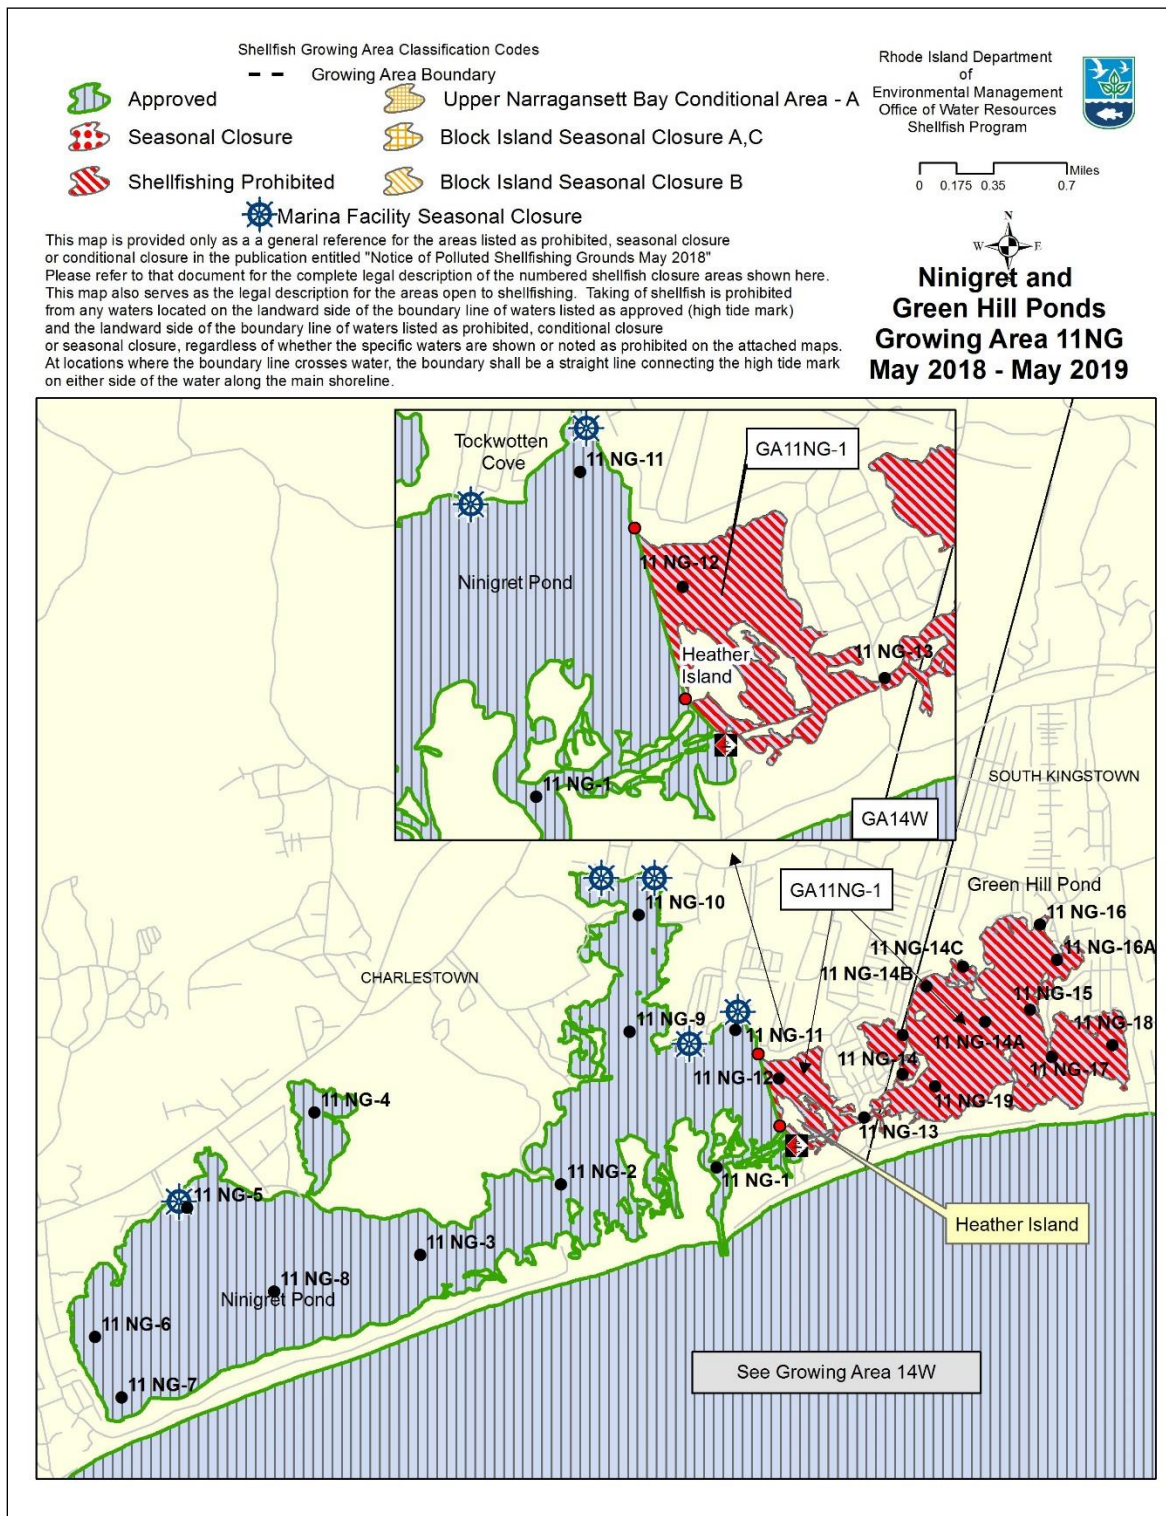 Shellfish Growing Area Classification Codes
Growing Area Boundary
Approved
Upper Narragansett Bay Conditional Area - A
Seasonal Closure
Block Island Seasonal Closure A,C
Shellfishing Prohibited
Block Island Seasonal Closure B
Marina Facility Seasonal Closure
Rhode Island Department
of
Environmental Management
Office of Water Resources
Shellfish Program
Miles
0 0.175 0.35 0.7
N
W E
S
This map is provided only as a a general reference for the areas listed as prohibited, seasonal closure
or conditional closure in the publication entitled "Notice of Polluted Shellfishing Grounds May 2018"
Please refer to that document for the complete legal description of the numbered shellfish closure areas shown here.
This map also serves as the legal description for the areas open to shellfishing. Taking of shellfish is prohibited
from any waters located on the landward side of the boundary line of waters listed as approved (high tide mark)
and the landward side of the boundary line of waters listed as prohibited, conditional closure
or seasonal closure, regardless of whether the specific waters are shown or noted as prohibited on the attached maps.
At locations where the boundary line crosses water, the boundary shall be a straight line connecting the high tide mark
on either side of the water along the main shoreline.
Ninigret and
Green Hill Ponds
Growing Area 11NG
May 2018 - May 2019
Tockwotten
Cove
11 NG-11
GA11NG-1
11 NG-12
Ninigret Pond
Heather
Island
11 NG-13
11 NG-1
GA14W
SOUTH KINGSTOWN
GA11NG-1
Green Hill Pond
11 NG-10
11 NG-16
11 NG-14C
11 NG-16A
11 NG-14B
CHARLESTOWN
11 NG-15
11 NG-9
11 NG-11
11 NG-18
11 NG-14A
11 NG-14
11 NG-12
11 NG-17
11 NG-4
11 NG-19
11 NG-13
11 NG-2
11 NG-1
11 NG-5
Heather Island
11 NG-3
11 NG-8
Ninigret Pond
11 NG-6
11 NG-7
See Growing Area 14W